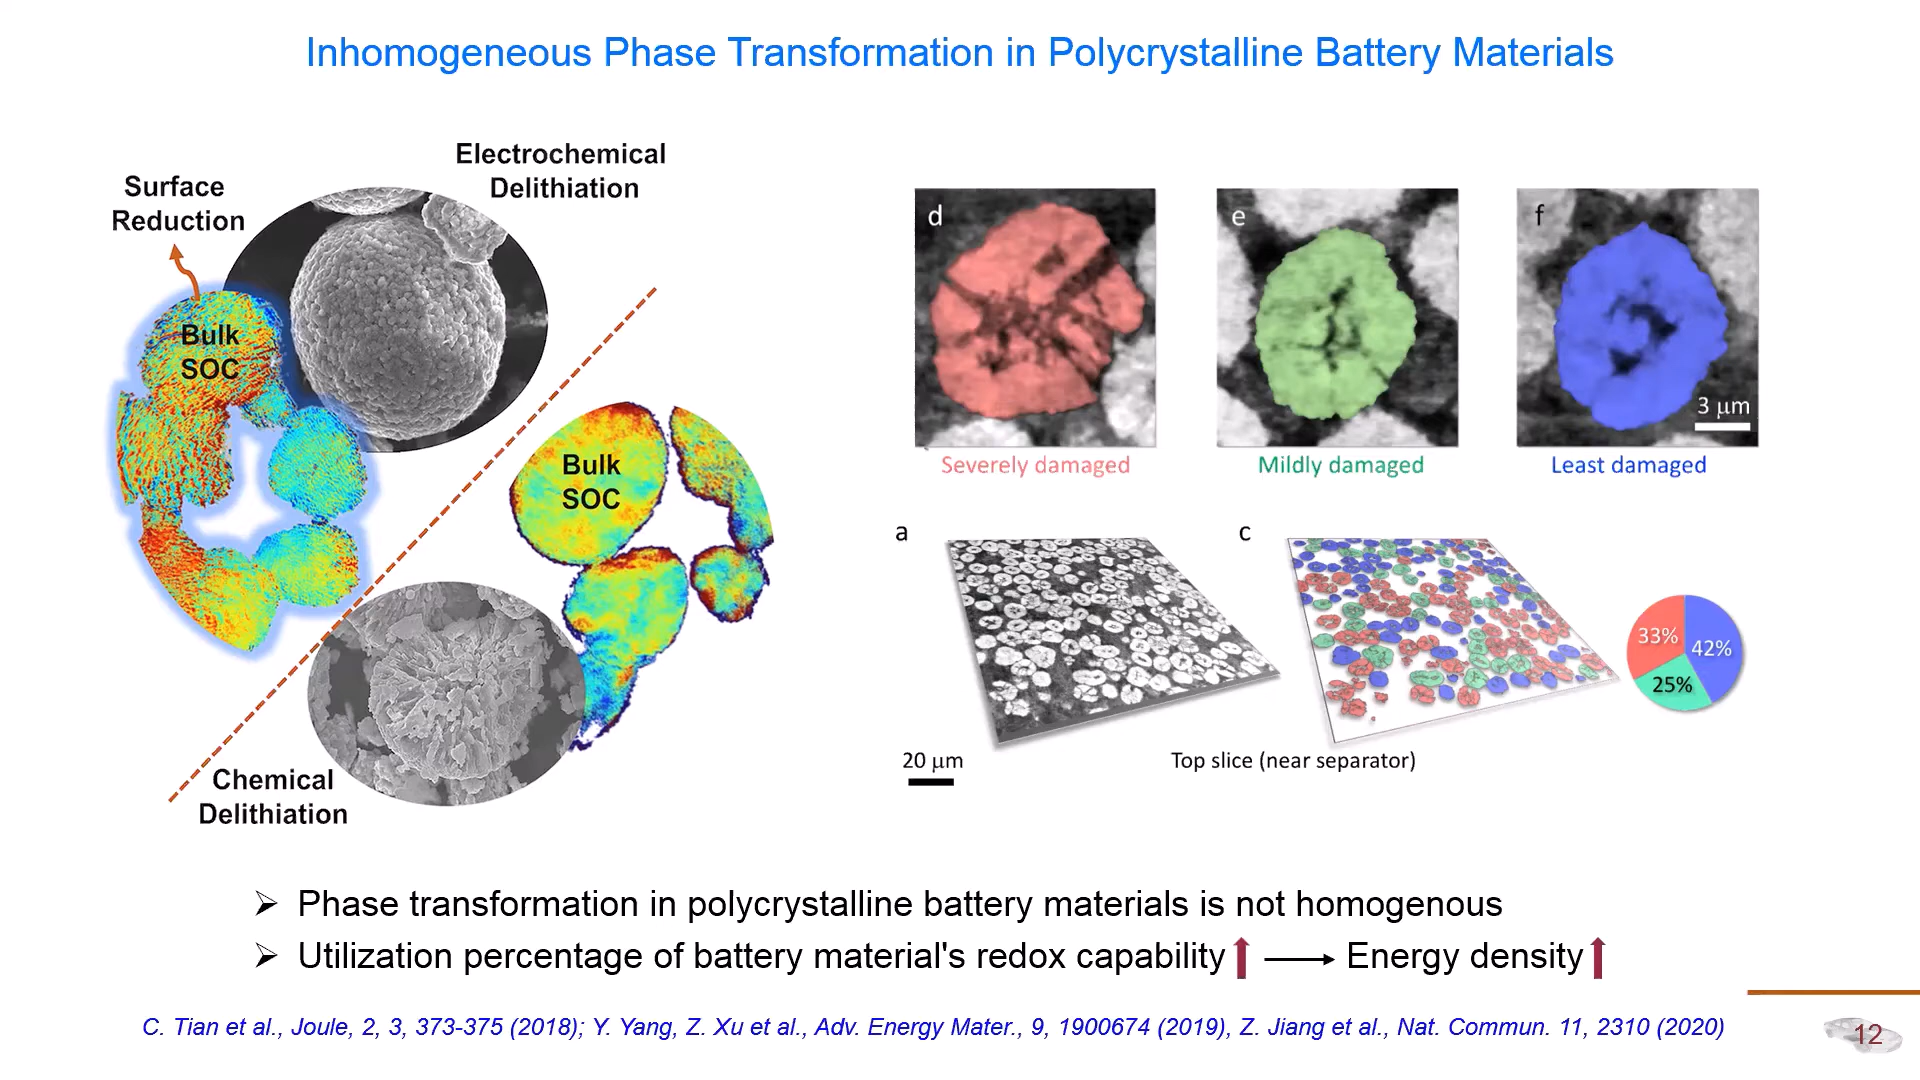 Inhomogeneous Phase Transformation in Polycrystalline Battery Materials
Electrochemical
Delithiation
Surface
Reduction
Bulk
SOC
Bulk
SOC
Chemical
Delithiation
d
e
f
3 μm
Severely damaged
Mildly damaged
Least damaged
a
c
33%
42%
25%
20 μm
Top slice (near separator)
➢ Phase transformation in polycrystalline battery materials is not homogenous
➢ Utilization percentage of battery material's redox capability ⬆ → Energy density ⬆
C. Tian et al., Joule, 2, 3, 373-375 (2018); Y. Yang, Z. Xu et al., Adv. Energy Mater., 9, 1900674 (2019), Z. Jiang et al., Nat. Commun. 11, 2310 (2020)
12